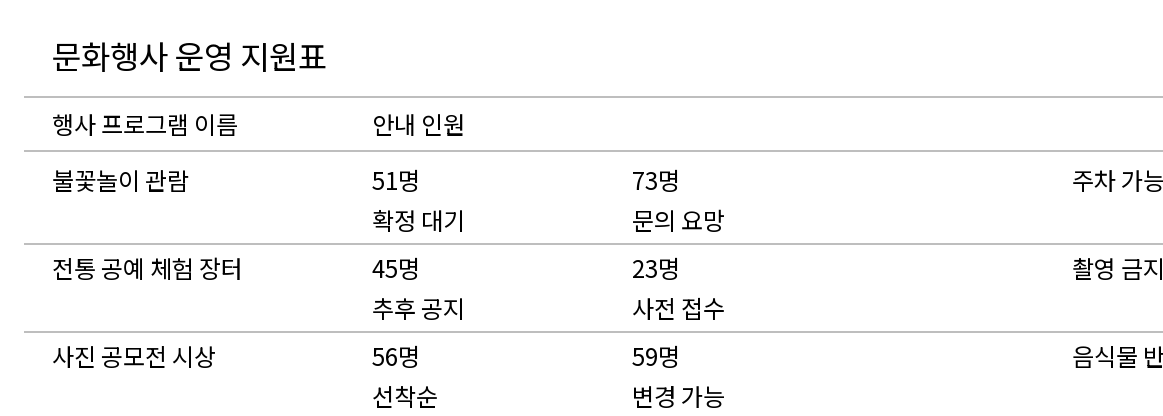 문화행사 운영 지원표
행사 프로그램 이름 안내 인원
불꽃놀이 관람 51명 73명 주차 가능
확정 대기 문의 요망
전통 공예 체험 장터 45명 23명 촬영 금지
추후 공지 사전 접수
사진 공모전 시상 56명 59명 음식물 반
선착순 변경 가능